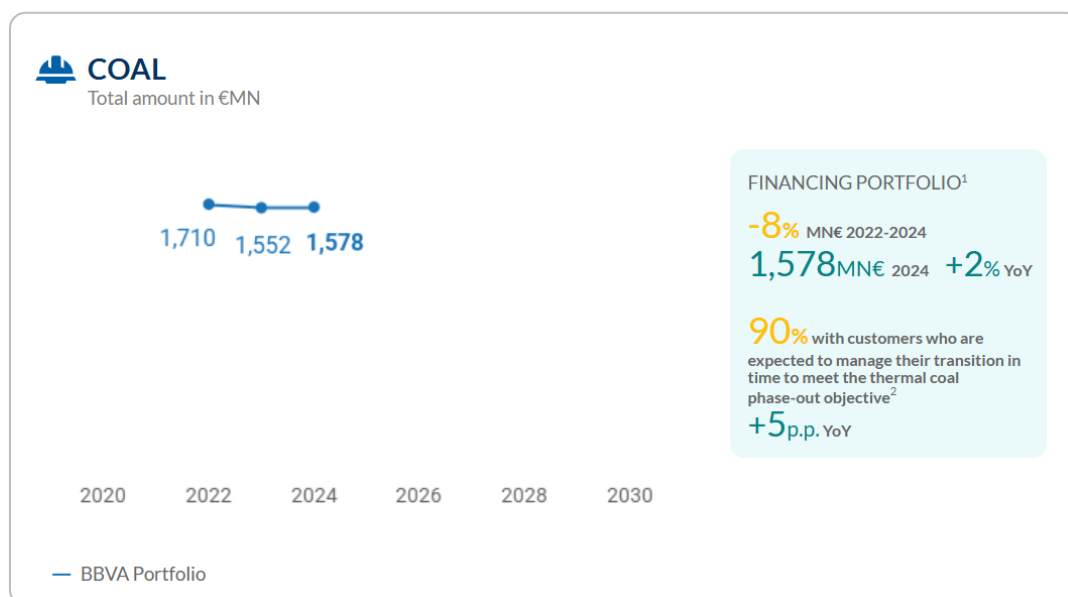 COAL
Total amount in €MN
1,710
1,552
1,578
2020
2022
2024
2026
2028
2030
BBVA Portfolio
FINANCING PORTFOLIO¹
-8% MN€ 2022-2024
1,578MN€ 2024 +2% YoY
90% with customers who are
expected to manage their transition in
time to meet the thermal coal
phase-out objective²
+5p.p. YoY